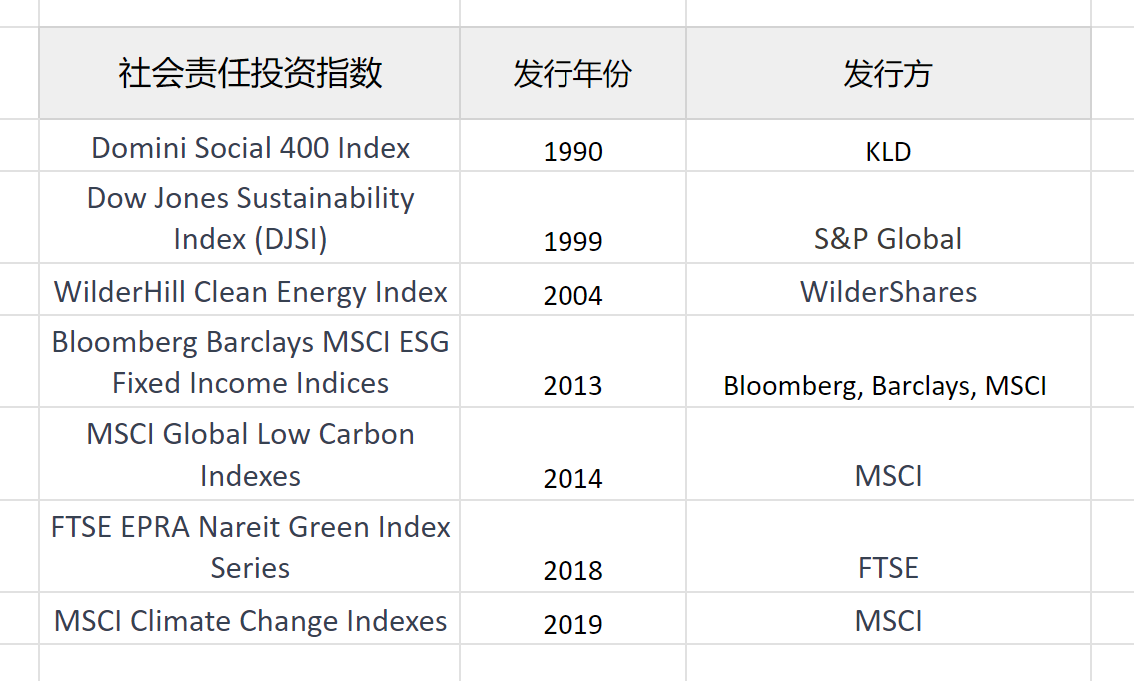 社会责任投资指数 发行年份 发行方
Domini Social 400 Index 1990 KLD
Dow Jones Sustainability
Index (DJSI) 1999 S&P Global
WilderHill Clean Energy Index 2004 WilderShares
Bloomberg Barclays MSCI ESG
Fixed Income Indices 2013 Bloomberg, Barclays, MSCI
MSCI Global Low Carbon
Indexes 2014 MSCI
FTSE EPRA Nareit Green Index
Series 2018 FTSE
MSCI Climate Change Indexes 2019 MSCI